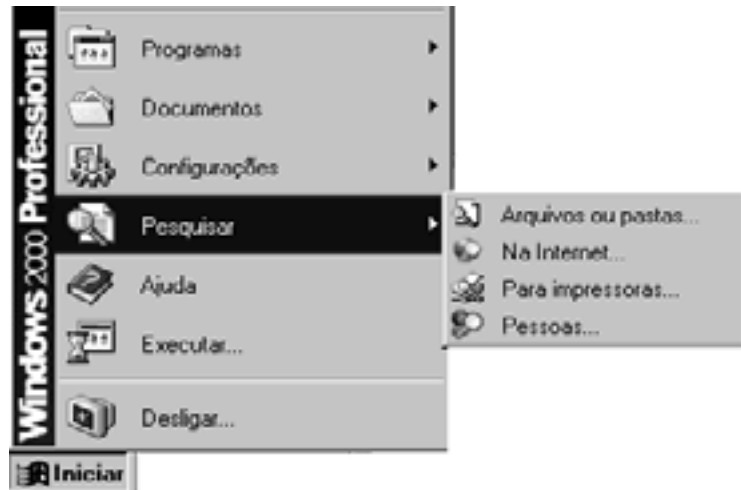 Windows 2000 Professional
Programas
Documentos
Configurações
Pesquisar
Ajuda
Executar...
Desligar...
Arquivos ou pastas...
Na Internet...
Para impressoras...
Pessoas...
Iniciar